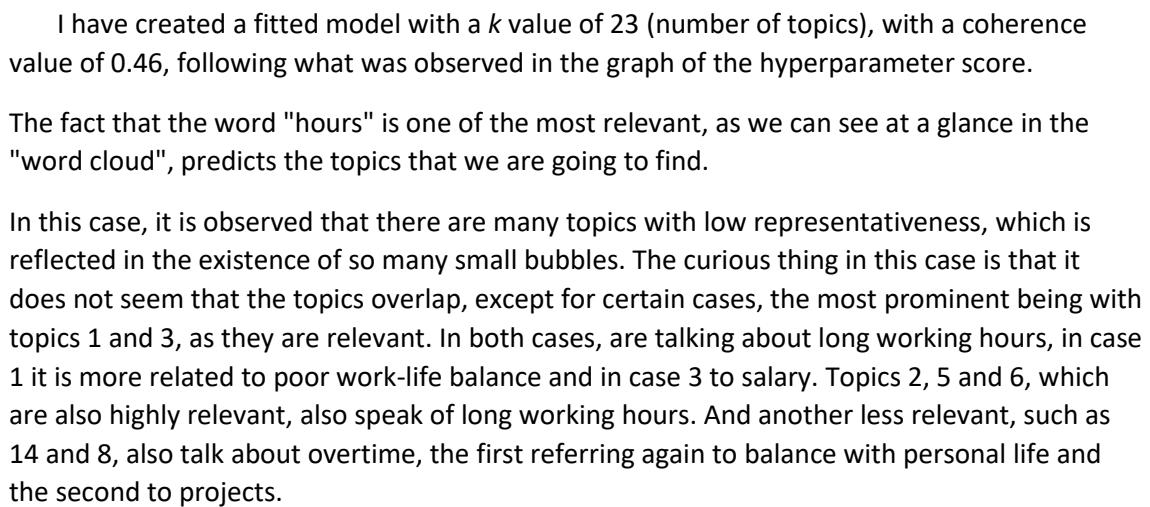 I have created a fitted model with a k value of 23 (number of topics), with a coherence
value of 0.46, following what was observed in the graph of the hyperparameter score.
The fact that the word "hours" is one of the most relevant, as we can see at a glance in the
"word cloud", predicts the topics that we are going to find.
In this case, it is observed that there are many topics with low representativeness, which is
reflected in the existence of so many small bubbles. The curious thing in this case is that it
does not seem that the topics overlap, except for certain cases, the most prominent being with
topics 1 and 3, as they are relevant. In both cases, are talking about long working hours, in case
1 it is more related to poor work-life balance and in case 3 to salary. Topics 2, 5 and 6, which
are also highly relevant, also speak of long working hours. And another less relevant, such as
14 and 8, also talk about overtime, the first referring again to balance with personal life and
the second to projects.